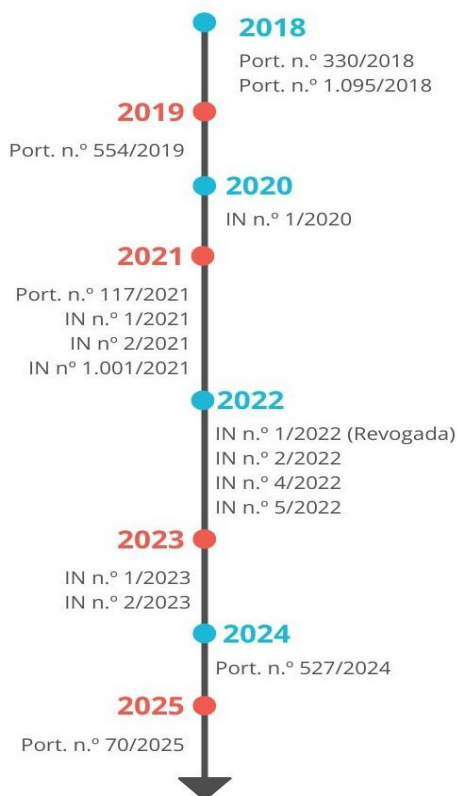 2018
Port. n.º 330/2018
Port. n.º 1.095/2018
2019
Port. n.º 554/2019
2020
IN n.º 1/2020
2021
Port. n.º 117/2021
IN n.º 1/2021
IN nº 2/2021
IN nº 1.001/2021
2022
IN n.º 1/2022 (Revogada)
IN n.º 2/2022
IN n.º 4/2022
IN n.º 5/2022
2023
IN n.º 1/2023
IN n.º 2/2023
2024
Port. n.º 527/2024
2025
Port. n.º 70/2025